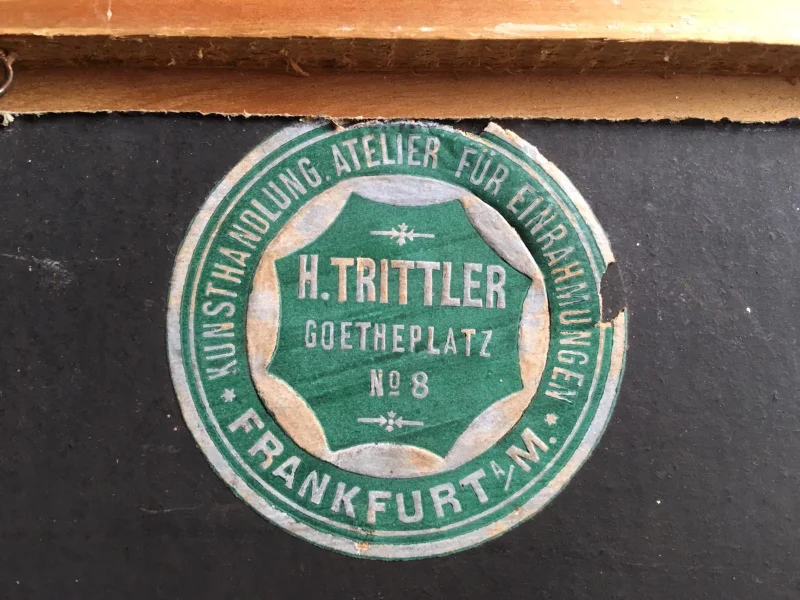 KUNSTHANDLUNG. ATELIER FÜR EINRAHMUNGEN
H. TRITTLER
GOETHEPLATZ
Nº 8
* FRANKFURT A/M. *